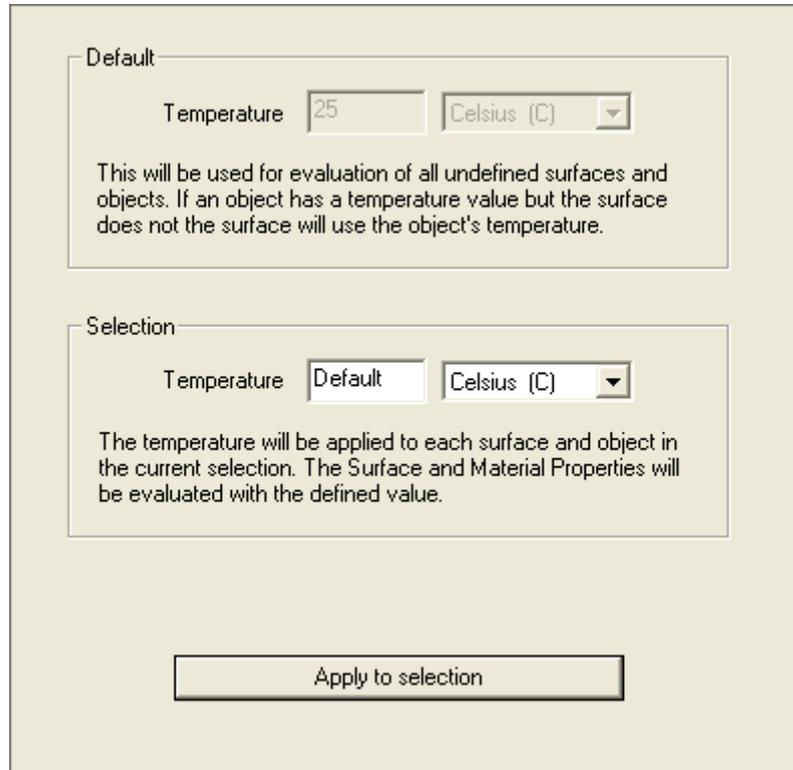 Default
Temperature 25 Celsius (C)
This will be used for evaluation of all undefined surfaces and
objects. If an object has a temperature value but the surface
does not the surface will use the object's temperature.
Selection
Temperature Default Celsius (C)
The temperature will be applied to each surface and object in
the current selection. The Surface and Material Properties will
be evaluated with the defined value.
Apply to selection